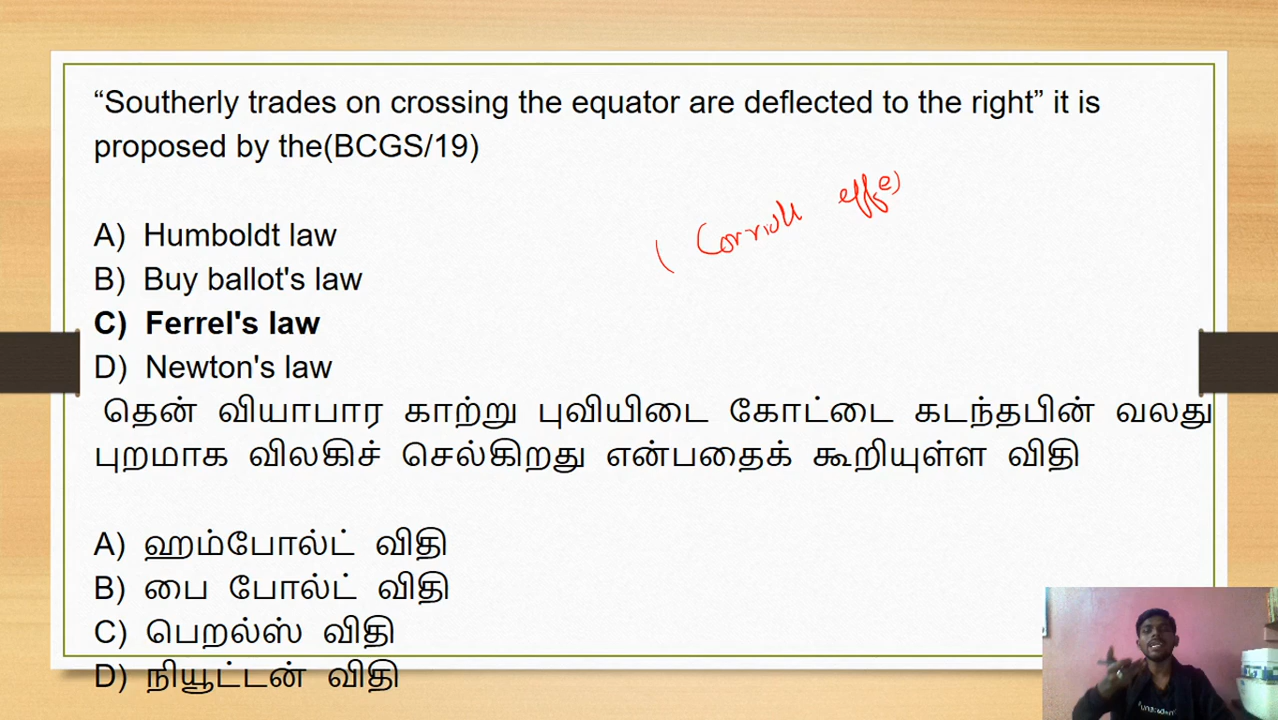 “Southerly trades on crossing the equator are deflected to the right” it is
proposed by the(BCGS/19)
A) Humboldt law
B) Buy ballot's law
C) Ferrel's law
D) Newton's law
தென் வியாபார காற்று புவியிடை கோட்டை கடந்தபின் வலது
புறமாக விலகிச் செல்கிறது என்பதைக் கூறியுள்ள விதி
A) ஹம்போல்ட் விதி
B) பை போல்ட் விதி
C) பெறல்ஸ் விதி
D) நியூட்டன் விதி